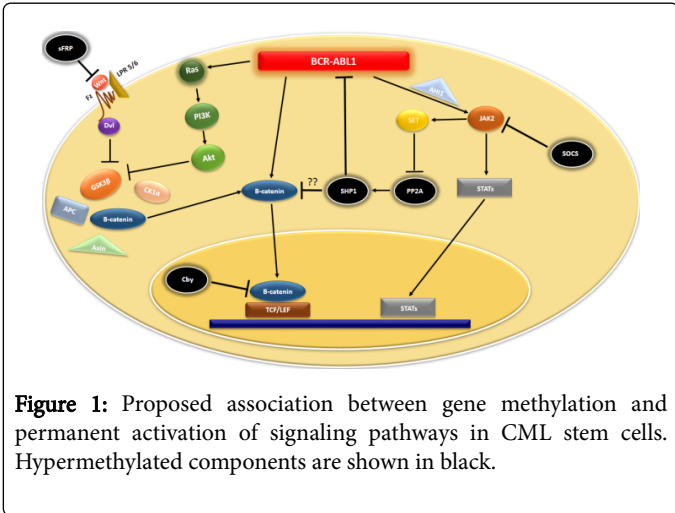 sFRP
Wnt
LPR 5/6
Fz
Dvl
GSK3β
CK1α
APC
B-catenin
Axin
Ras
PI3K
Akt
BCR-ABL1
AHI1
SET
JAK2
SOCS
B-catenin
??
SHP1
PP2A
STATs
Cby
B-catenin
TCF/LEF
STATs
Figure 1: Proposed association between gene methylation and
permanent activation of signaling pathways in CML stem cells.
Hypermethylated components are shown in black.